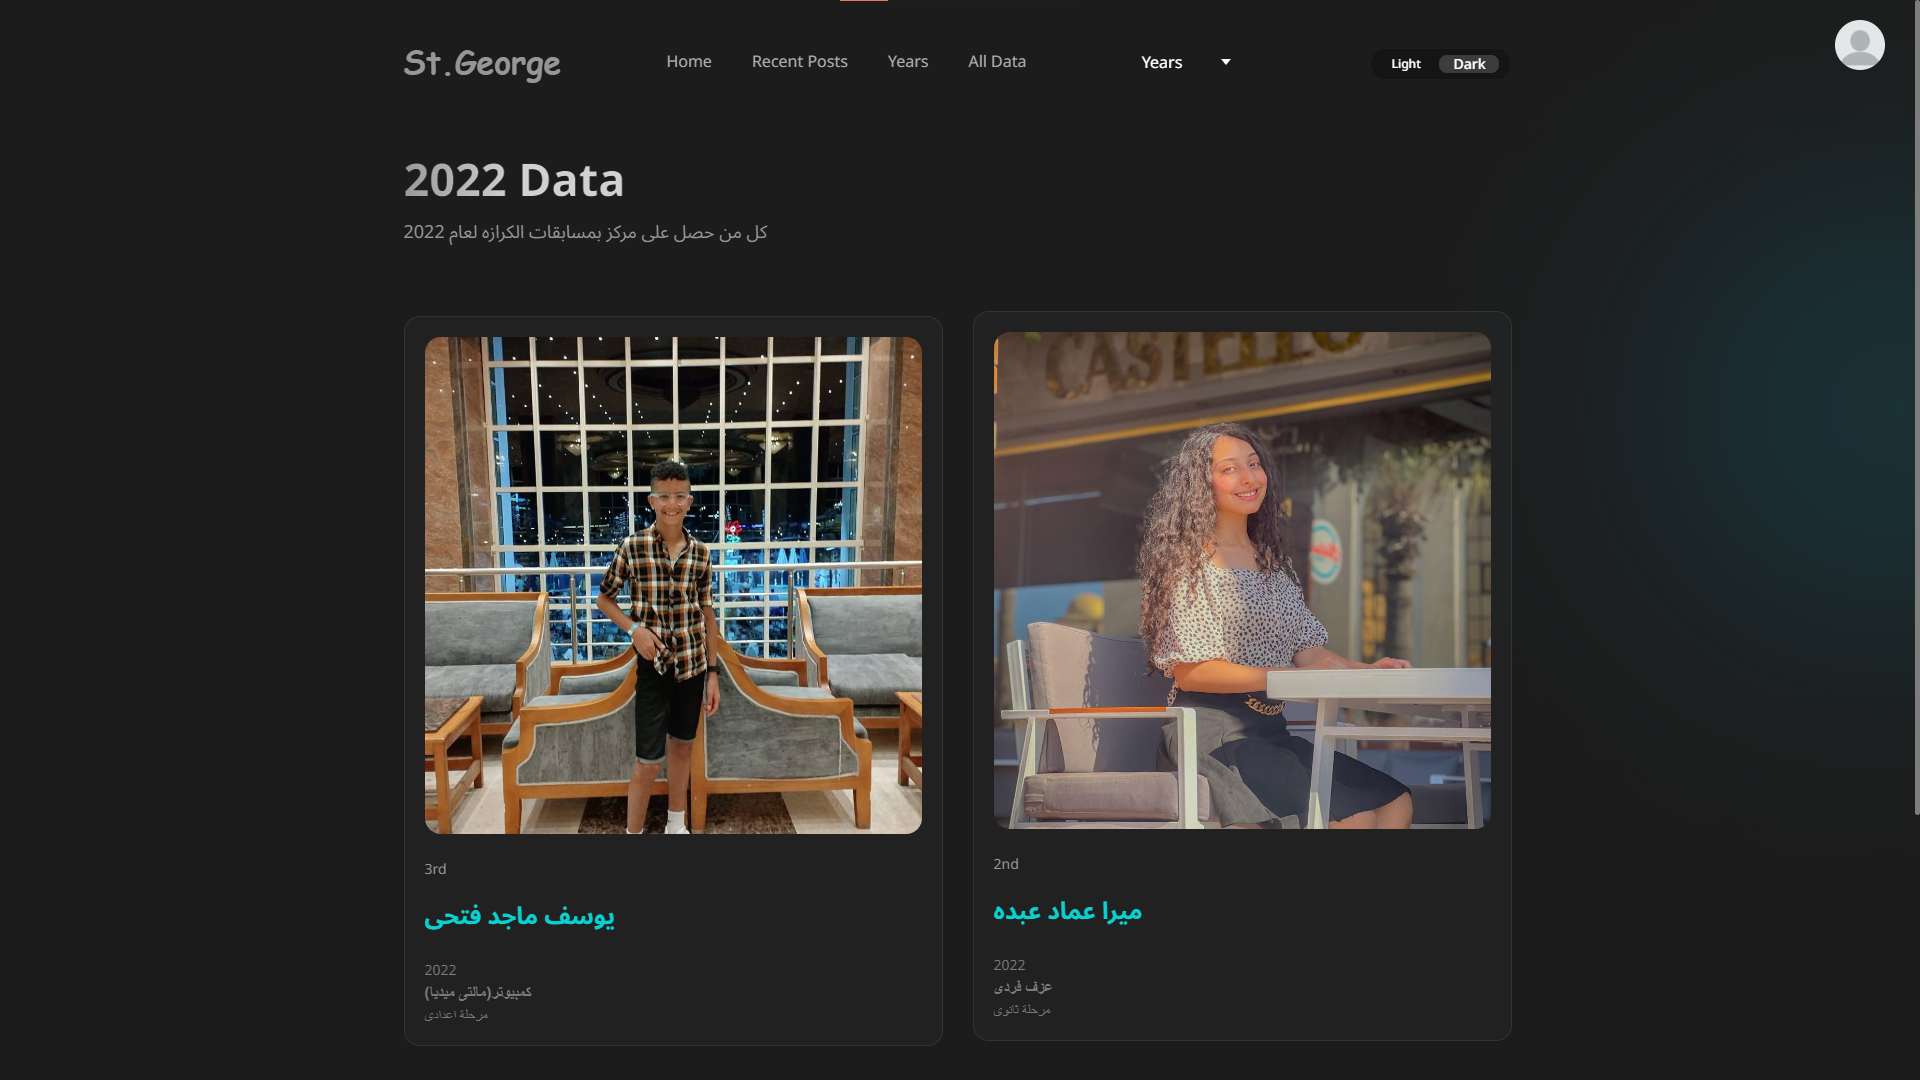 St.George
Home
Recent Posts
Years
All Data
Years
Light
Dark
2022 Data
كل من حصل على مركز بمسابقات الكرازه لعام 2022
CASTELLO
3rd
يوسف ماجد فتحى
2022
كمبيوتر(مالتى ميديا)
مرحلة اعدادى
2nd
ميرا عماد عبده
2022
عزف فردى
مرحلة ثانوى